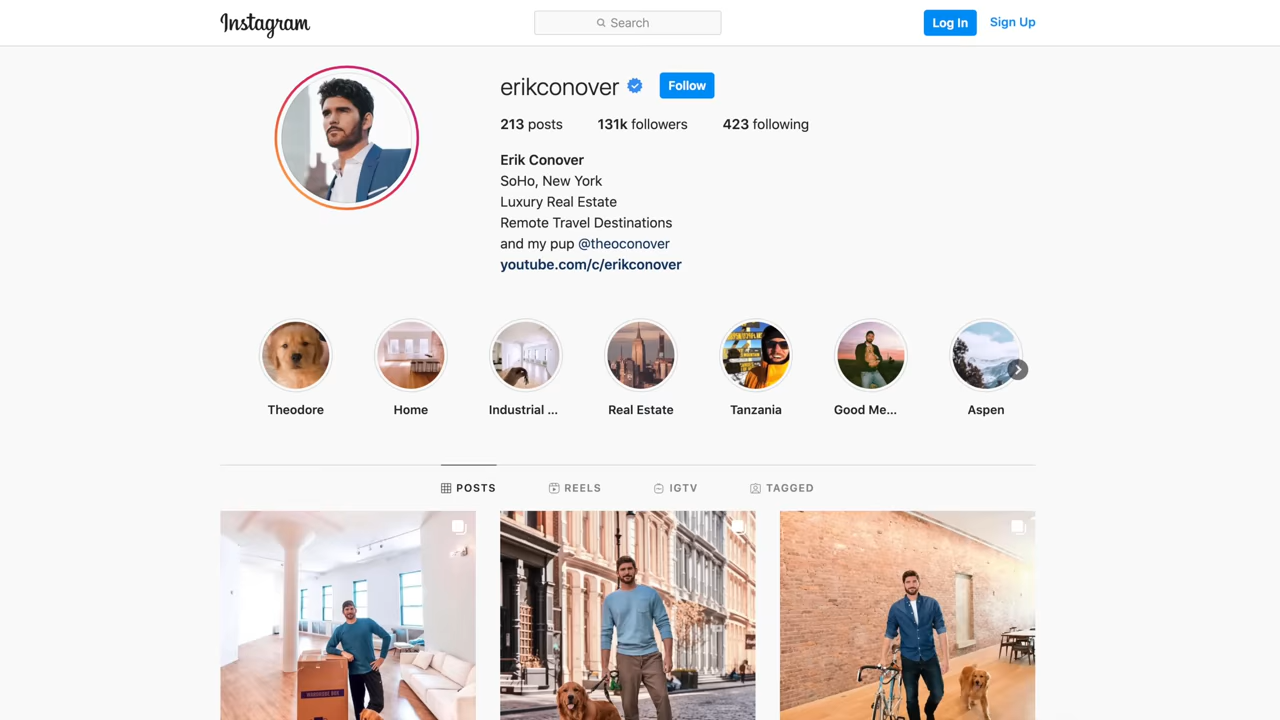 Instagram
Search
Log In
Sign Up
erikconover
Follow
213 posts 131k followers 423 following
Erik Conover
SoHo, New York
Luxury Real Estate
Remote Travel Destinations
and my pup @theoconover
youtube.com/c/erikconover
Theodore
Home
Industrial ...
Real Estate
Tanzania
Good Me...
Aspen
POSTS
REELS
IGTV
TAGGED